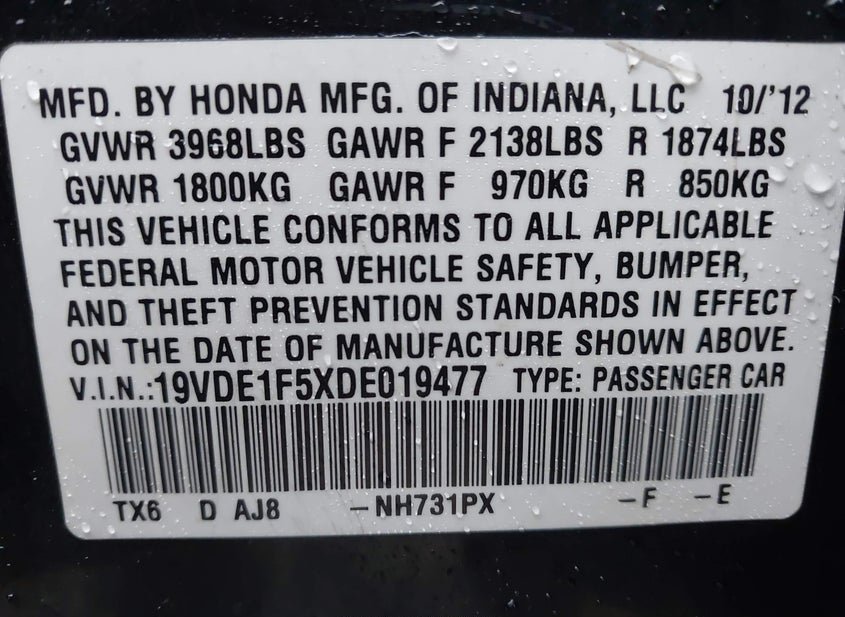 MFD. BY HONDA MFG. OF INDIANA, LLC 10/'12
GVWR 3968LBS GAWR F 2138LBS R 1874LBS
GVWR 1800KG GAWR F 970KG R 850KG
THIS VEHICLE CONFORMS TO ALL APPLICABLE
FEDERAL MOTOR VEHICLE SAFETY, BUMPER,
AND THEFT PREVENTION STANDARDS IN EFFECT
ON THE DATE OF MANUFACTURE SHOWN ABOVE.
V.I.N.:19VDE1F5XDE019477 TYPE: PASSENGER CAR
TX6 D AJ8 -NH731PX -F -E